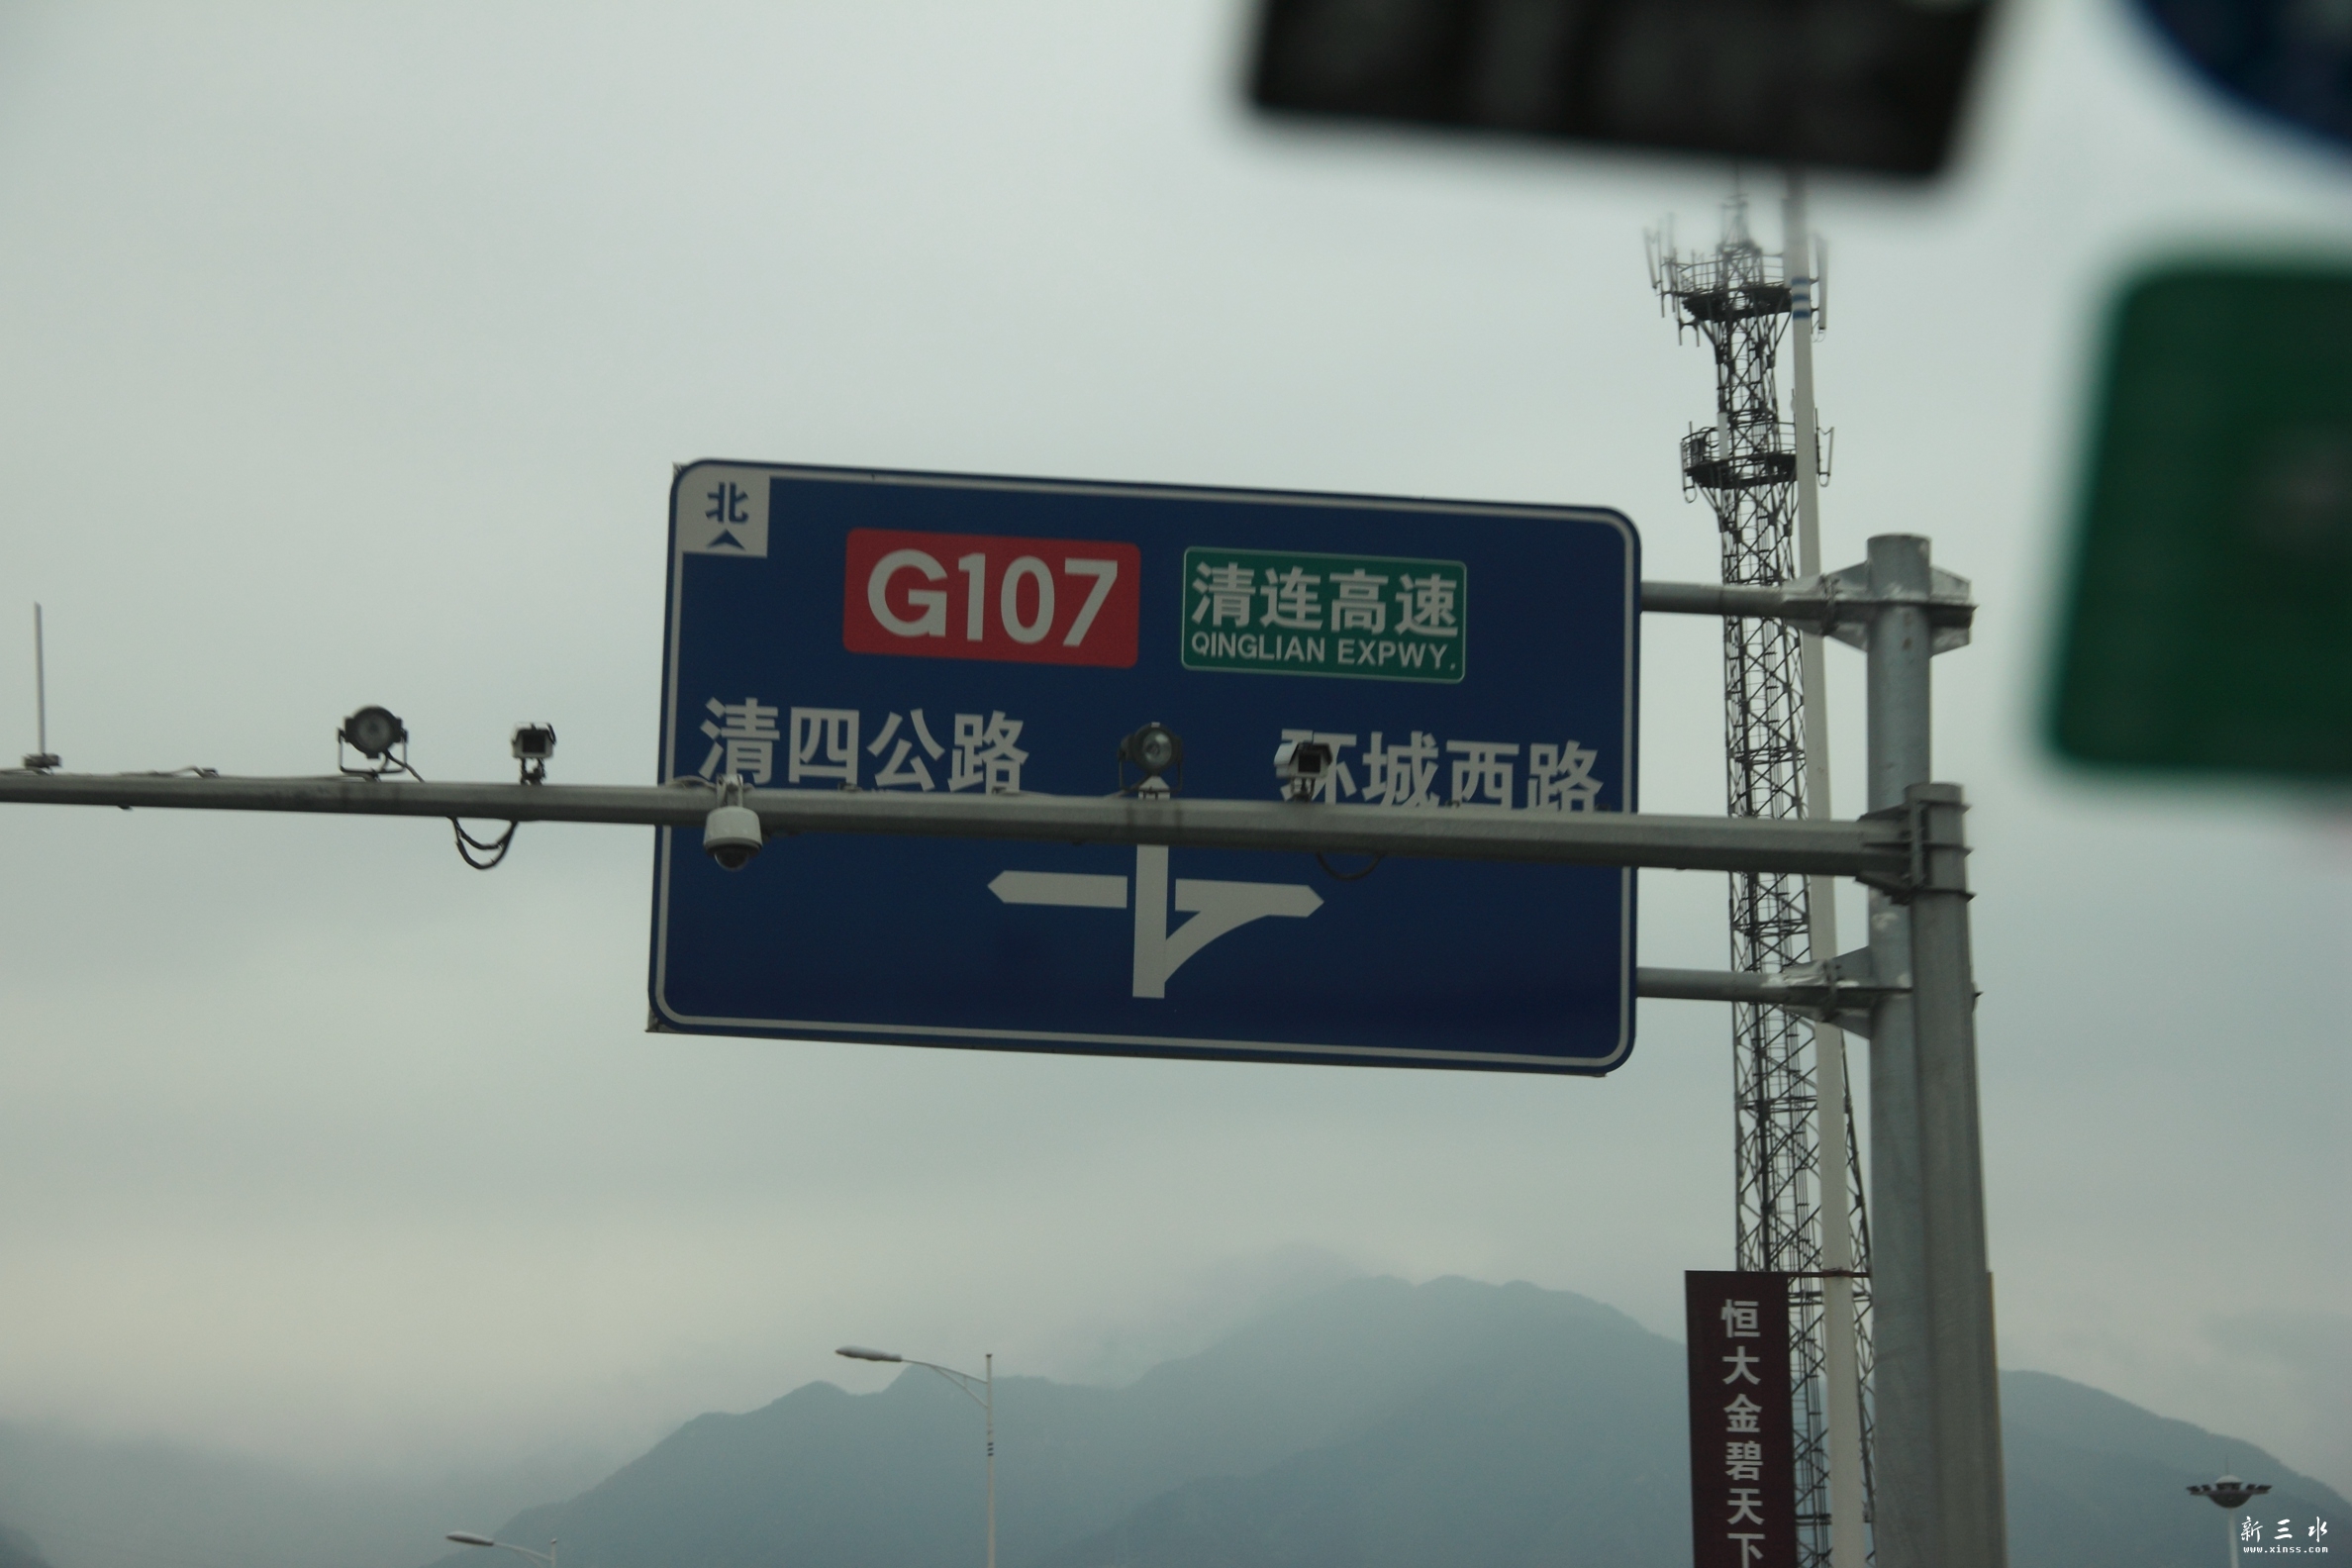 北
G107
清连高速
QINGLIAN EXPWY.
清四公路
环城西路
恒大金碧天下
新三水
www.xinss.com